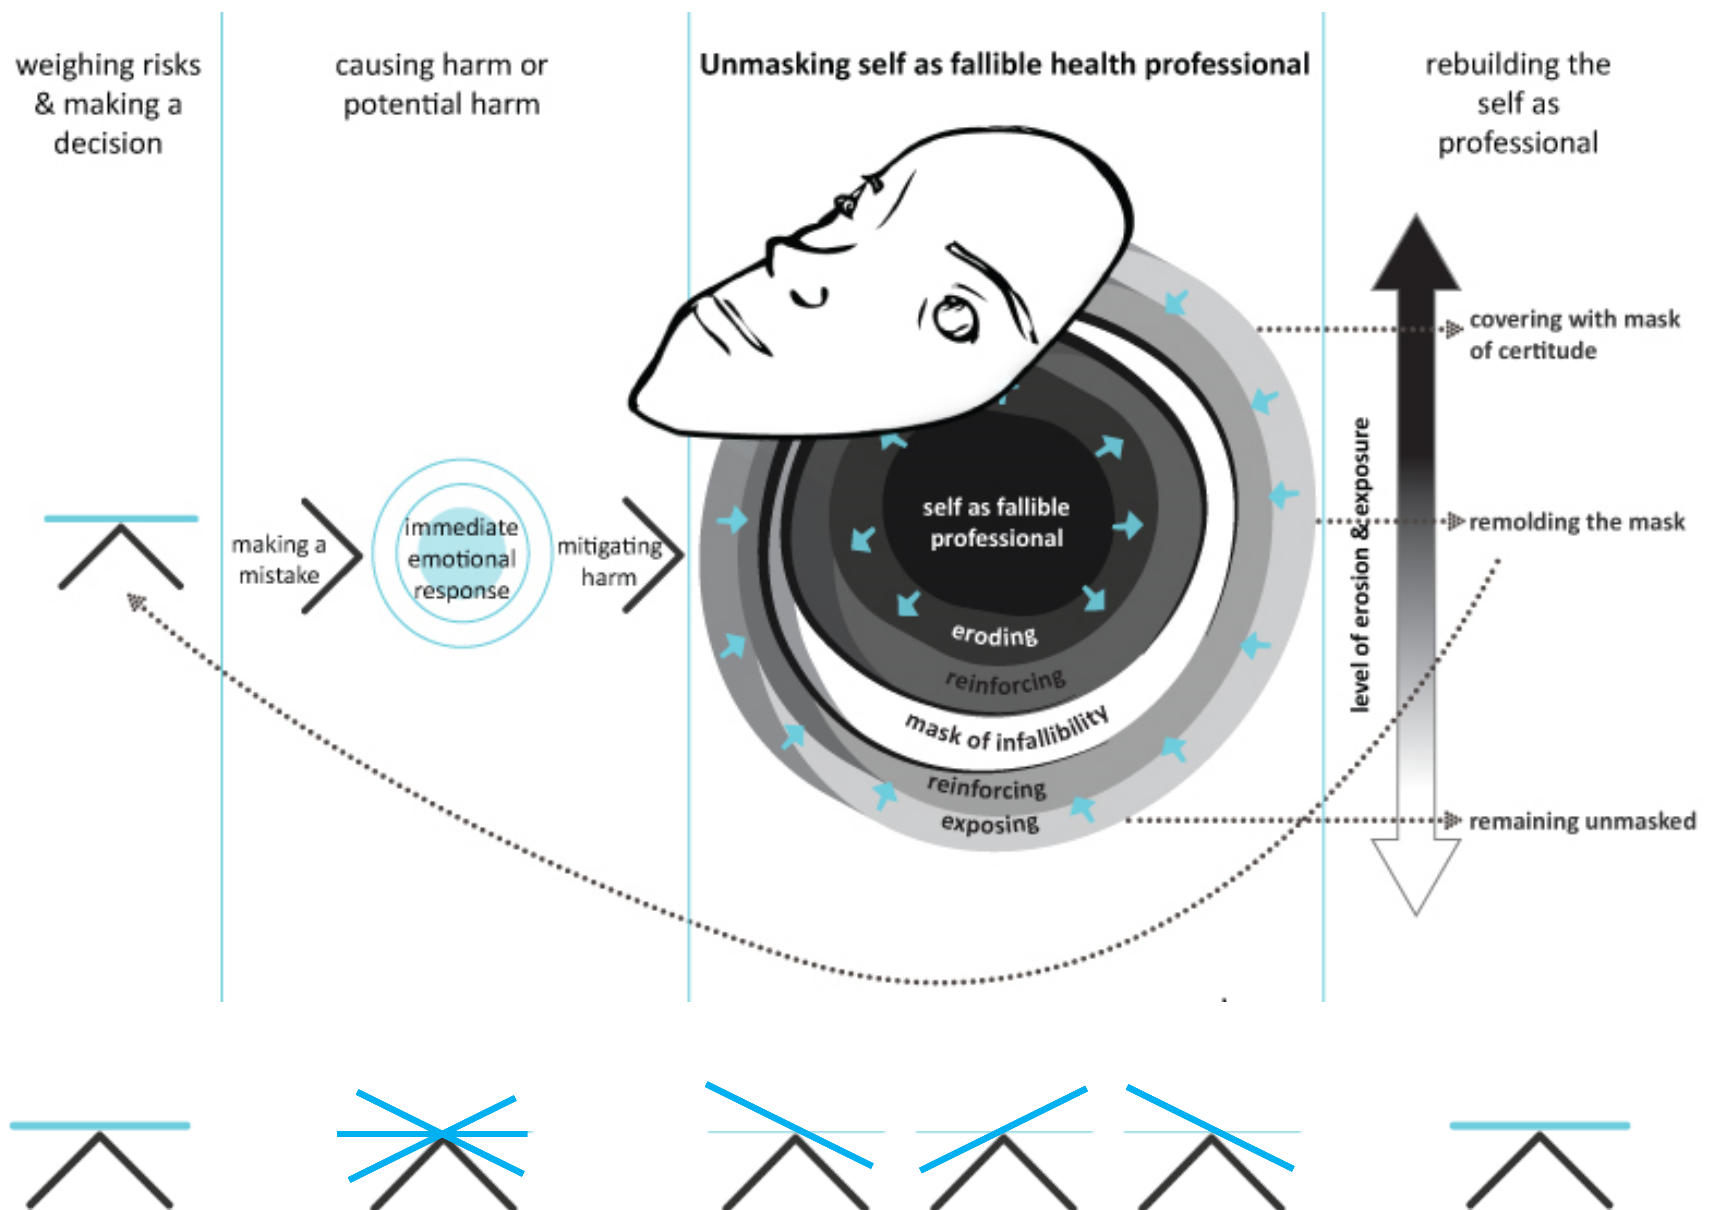 weighing risks
& making a
decision
causing harm or
potential harm
Unmasking self as fallible health professional
rebuilding the
self as
professional
making a
mistake
immediate
emotional
response
mitigating
harm
self as fallible
professional
eroding
reinforcing
mask of infallibility
reinforcing
exposing
level of erosion & exposure
covering with mask
of certitude
remolding the mask
remaining unmasked